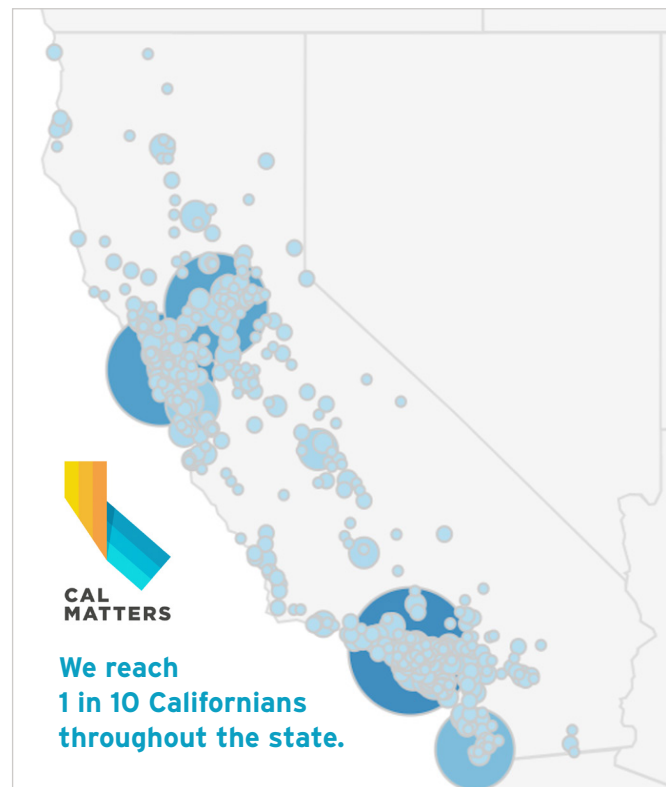 CAL
MATTERS
We reach
1 in 10 Californians
throughout the state.